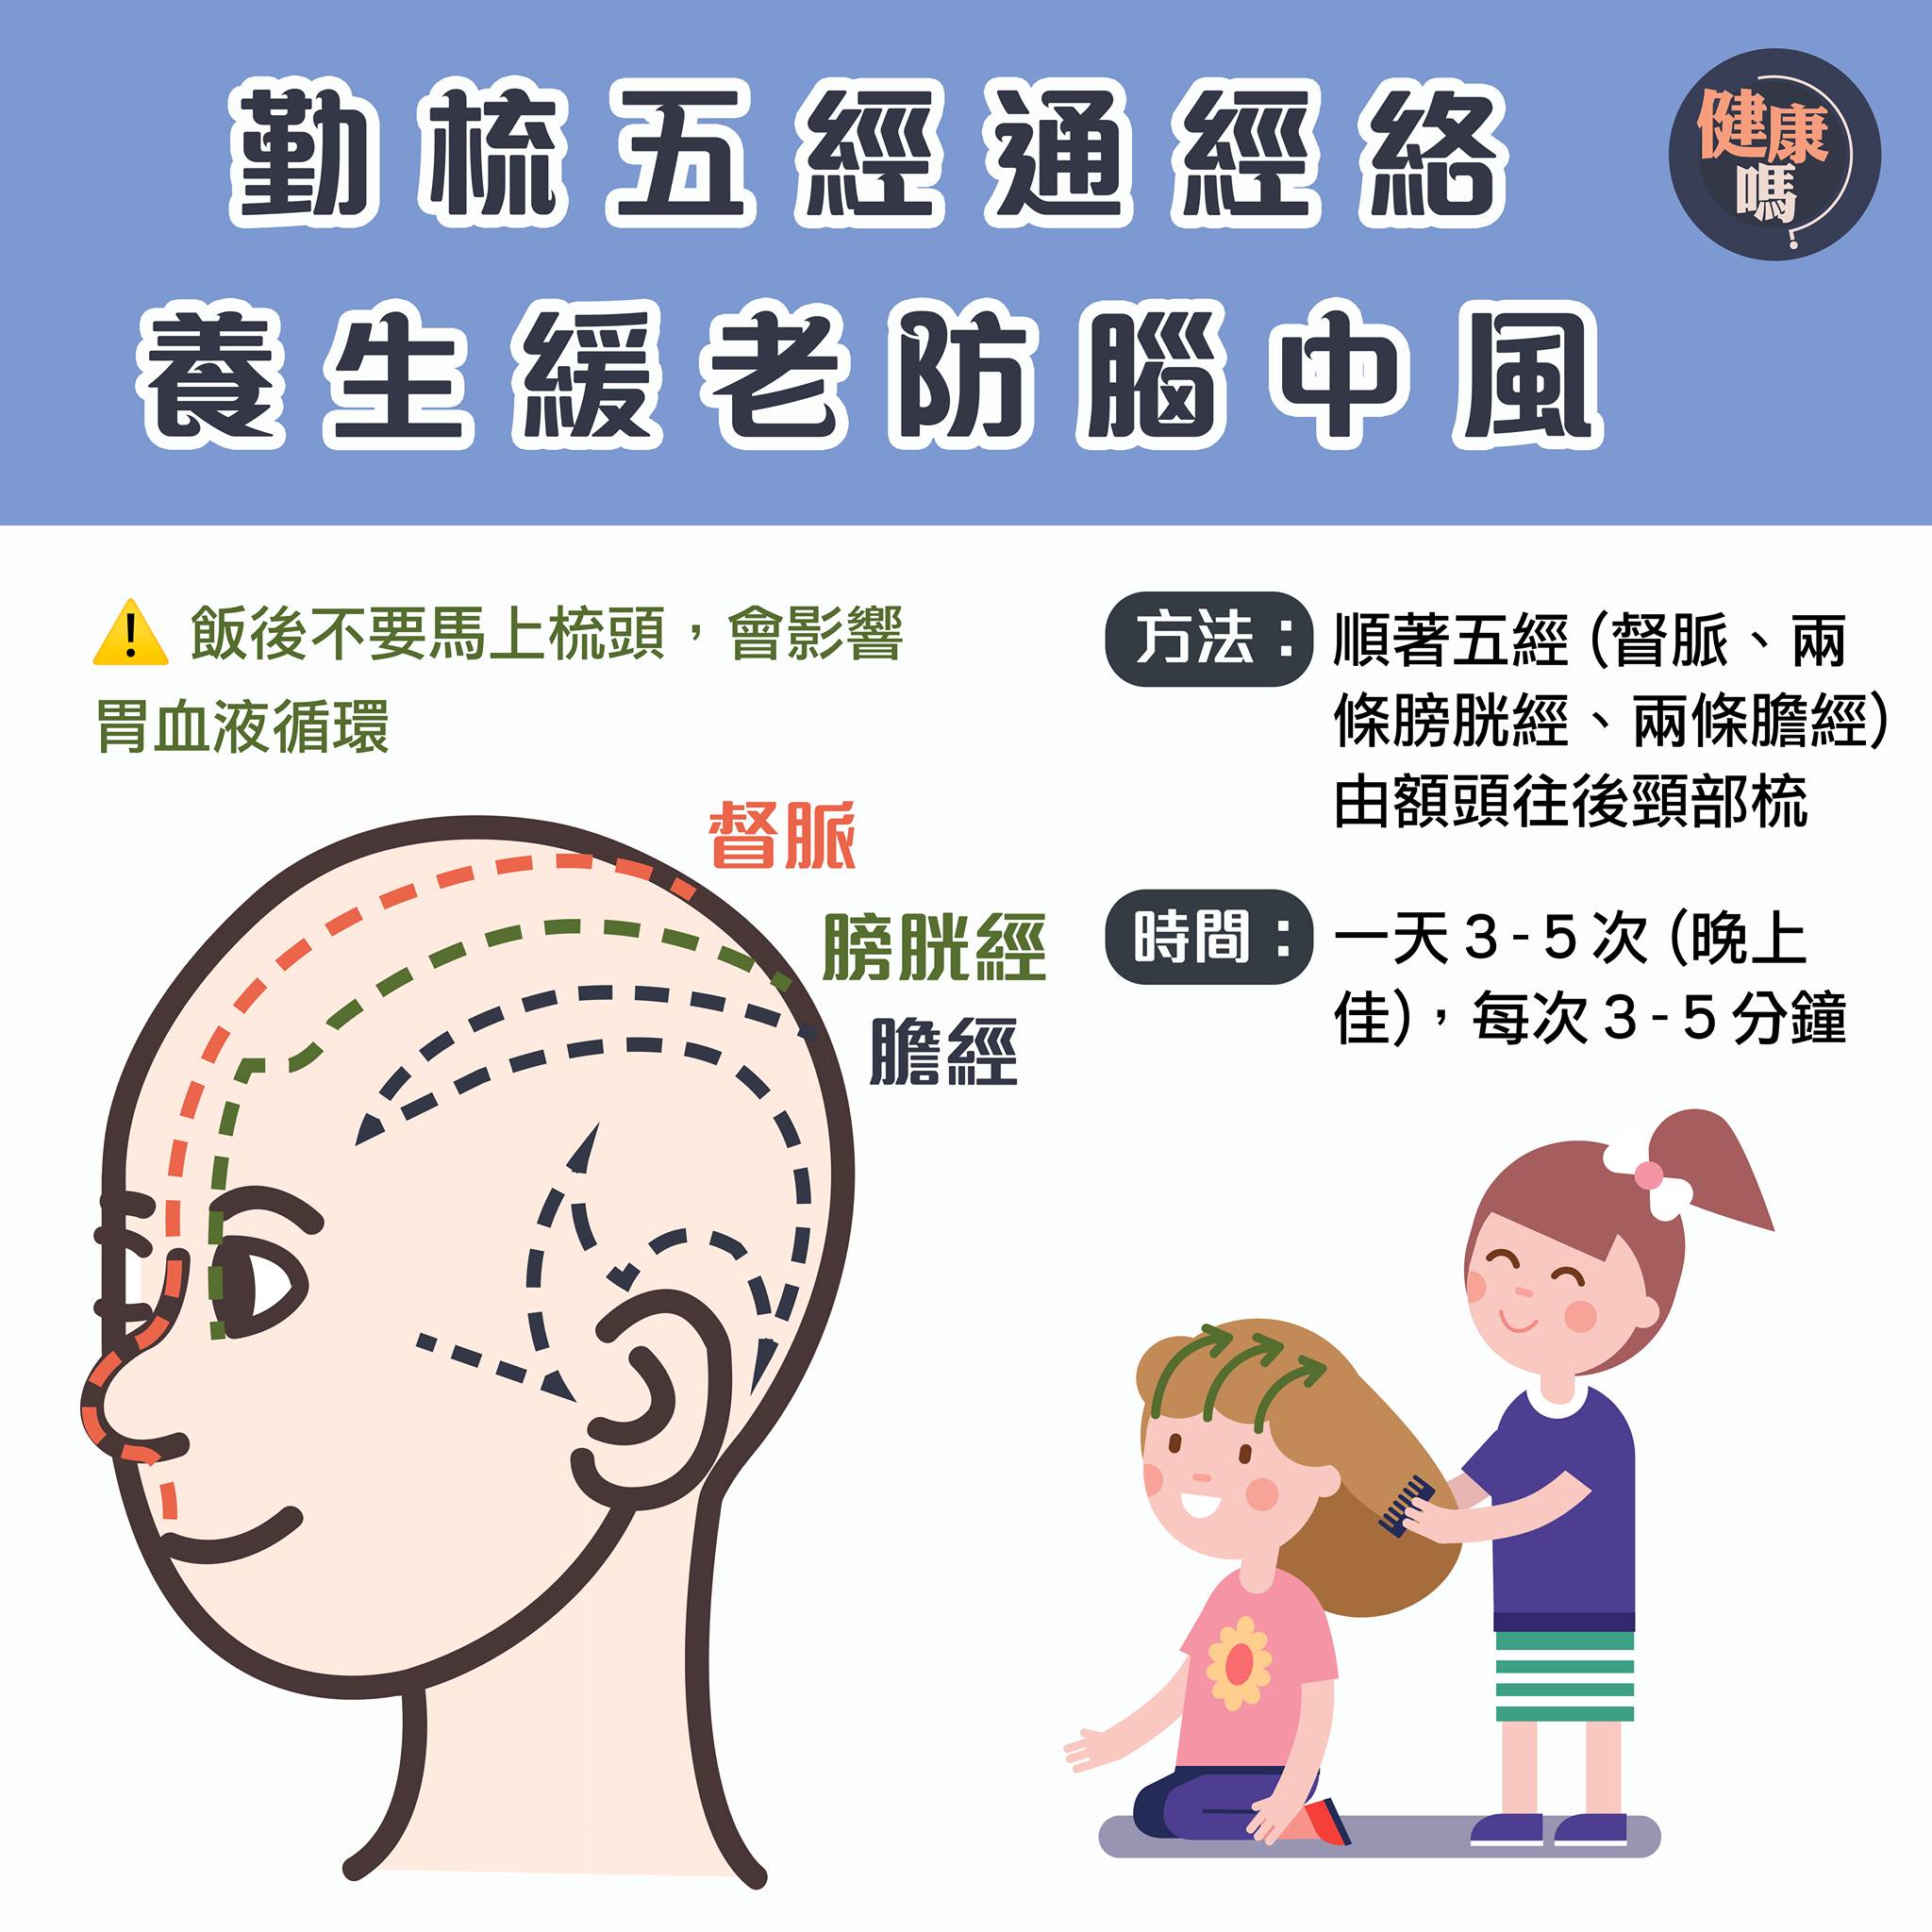 勤梳五經通經絡
健康
嗎?
養生緩老防腦中風
⚠️ 飯後不要馬上梳頭，會影響
胃血液循環
方法：順著五經（督脈、兩
條膀胱經、兩條膽經）
由額頭往後頸部梳
時間：一天 3-5 次（晚上
佳），每次 3-5 分鐘
督脈
膀胱經
膽經